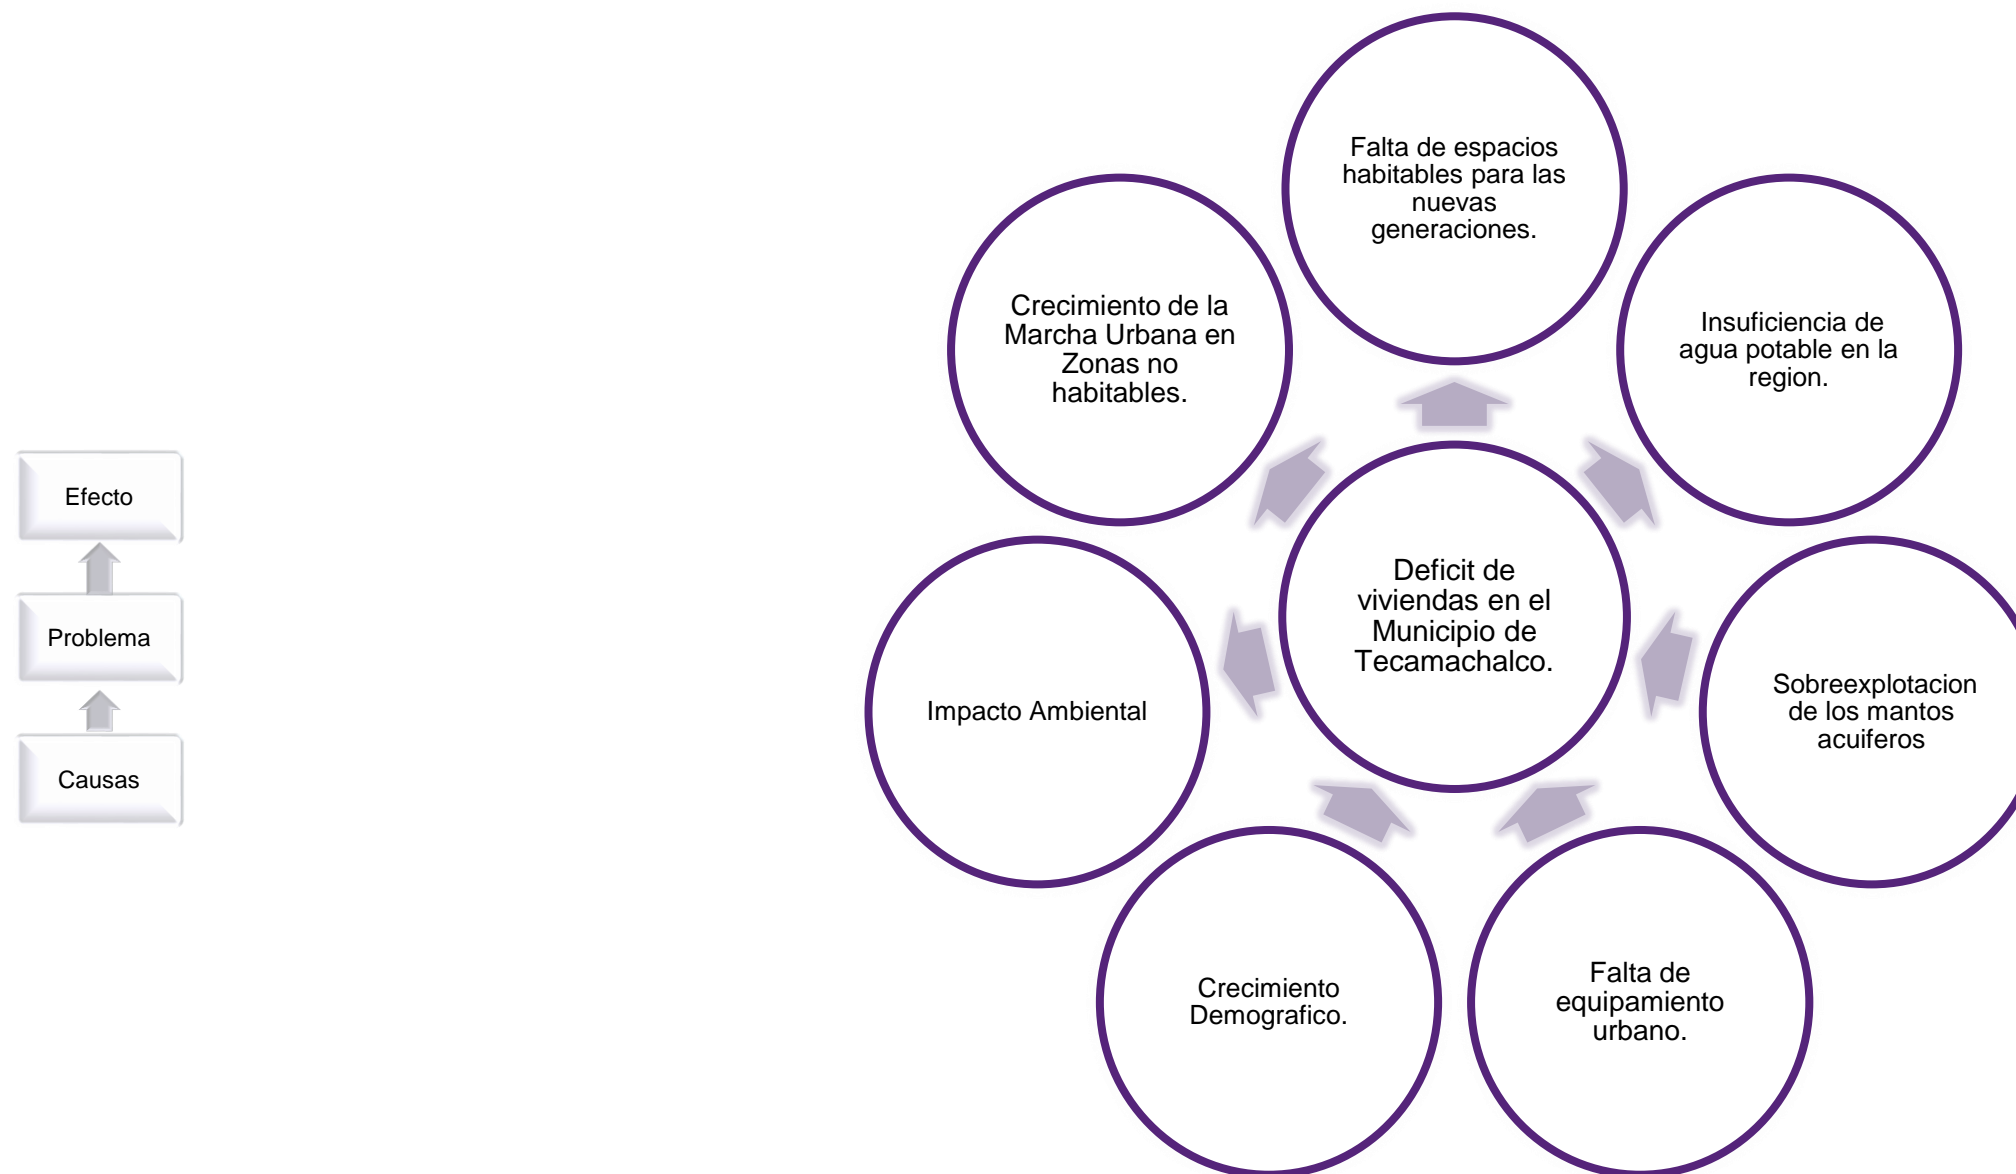 Efecto
Problema
Causas
Falta de espacios
habitables para las
nuevas
generaciones.
Crecimiento de la
Marcha Urbana en
Zonas no
habitables.
Insuficiencia de
agua potable en la
region.
Deficit de
viviendas en el
Municipio de
Tecamachalco.
Impacto Ambiental
Sobreexplotacion
de los mantos
acuiferos
Crecimiento
Demografico.
Falta de
equipamiento
urbano.